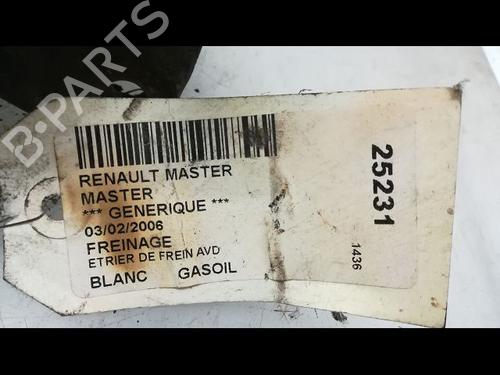 B-PARTS
RENAULT MASTER
MASTER
*** GENERIQUE ***
03/02/2006
FREINAGE
ETRIER DE FREIN AVD
BLANC GASOIL
25231
1436